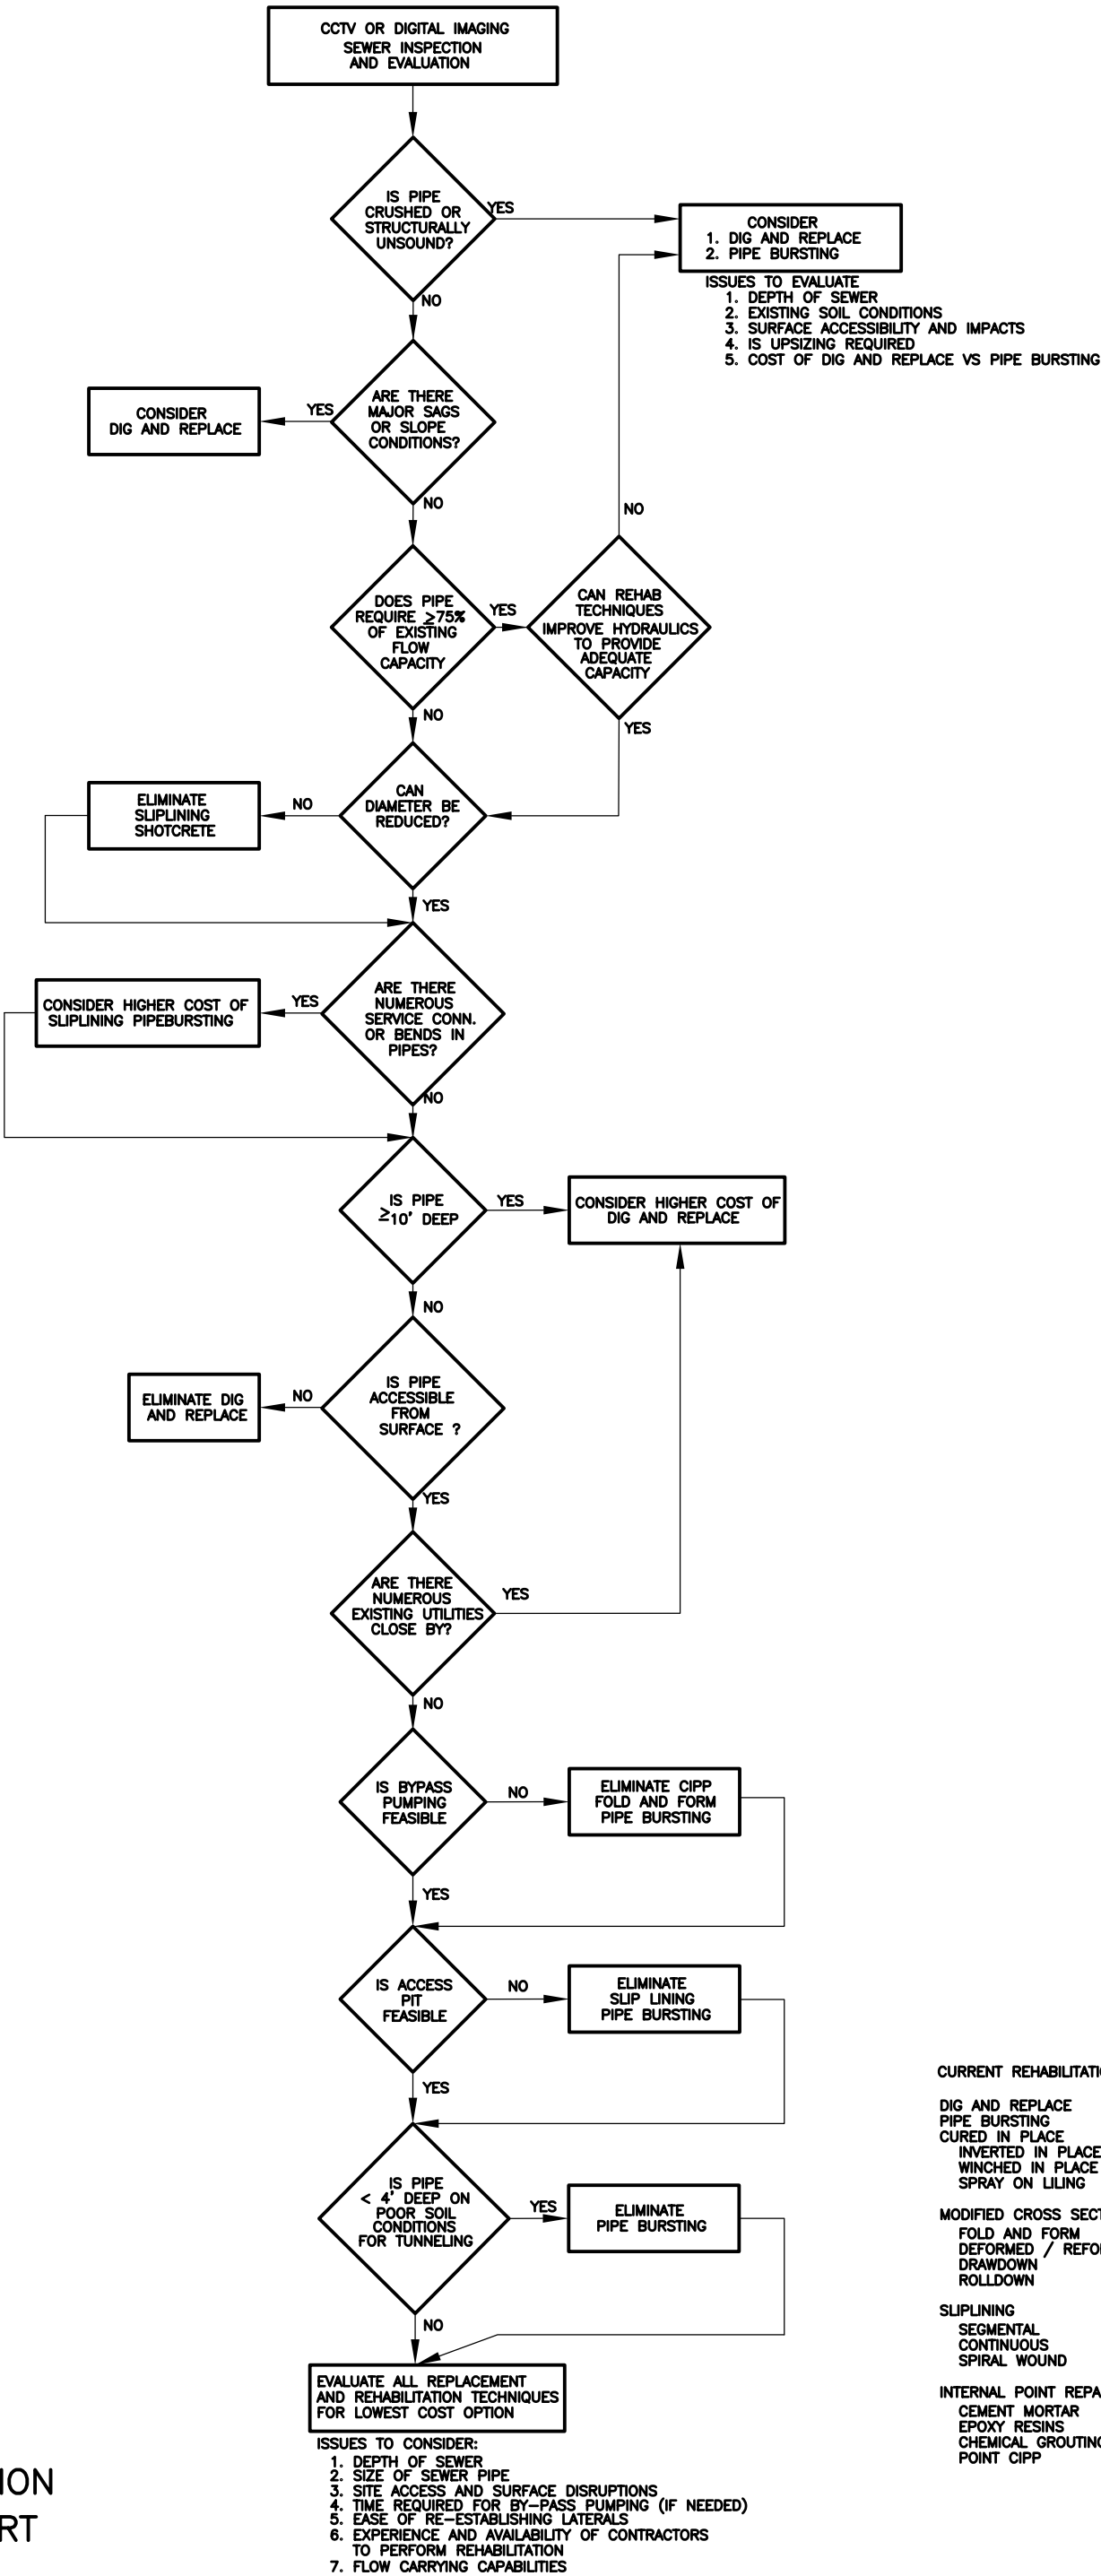 CCTV OR DIGITAL IMAGING
SEWER INSPECTION
AND EVALUATION
IS PIPE
CRUSHED OR
STRUCTURALLY
UNSOUND?
YES
NO
CONSIDER
1. DIG AND REPLACE
2. PIPE BURSTING
ISSUES TO EVALUATE
1. DEPTH OF SEWER
2. EXISTING SOIL CONDITIONS
3. SURFACE ACCESSIBILITY AND IMPACTS
4. IS UPSIZING REQUIRED
5. COST OF DIG AND REPLACE VS PIPE BURSTING
ARE THERE
MAJOR SAGS
OR SLOPE
CONDITIONS?
YES
CONSIDER
DIG AND REPLACE
NO
DOES PIPE
REQUIRE ≥75%
OF EXISTING
FLOW
CAPACITY
YES
NO
CAN REHAB
TECHNIQUES
IMPROVE HYDRAULICS
TO PROVIDE
ADEQUATE
CAPACITY
NO
YES
CAN
DIAMETER BE
REDUCED?
NO
ELIMINATE
SLIPLINING
SHOTCRETE
YES
ARE THERE
NUMEROUS
SERVICE CONN.
OR BENDS IN
PIPES?
YES
CONSIDER HIGHER COST OF
SLIPLINING PIPEBURSTING
NO
IS PIPE
≥10' DEEP
YES
CONSIDER HIGHER COST OF
DIG AND REPLACE
NO
IS PIPE
ACCESSIBLE
FROM
SURFACE ?
NO
ELIMINATE DIG
AND REPLACE
YES
ARE THERE
NUMEROUS
EXISTING UTILITIES
CLOSE BY?
YES
NO
IS BYPASS
PUMPING
FEASIBLE
NO
ELIMINATE CIPP
FOLD AND FORM
PIPE BURSTING
YES
IS ACCESS
PIT
FEASIBLE
NO
ELIMINATE
SLIP LINING
PIPE BURSTING
YES
IS PIPE
< 4' DEEP ON
POOR SOIL
CONDITIONS
FOR TUNNELING
YES
ELIMINATE
PIPE BURSTING
NO
EVALUATE ALL REPLACEMENT
AND REHABILITATION TECHNIQUES
FOR LOWEST COST OPTION
ISSUES TO CONSIDER:
1. DEPTH OF SEWER
2. SIZE OF SEWER PIPE
3. SITE ACCESS AND SURFACE DISRUPTIONS
4. TIME REQUIRED FOR BY-PASS PUMPING (IF NEEDED)
5. EASE OF RE-ESTABLISHING LATERALS
6. EXPERIENCE AND AVAILABILITY OF CONTRACTORS
TO PERFORM REHABILITATION
7. FLOW CARRYING CAPABILITIES
CURRENT
DIG AND REPLACE
PIPE BURSTING
CURED IN PLACE
INVERTED IN PLACE
WINCHED IN PLACE
SPRAY ON LILING
MODIFIED CROSS
FOLD AND FORM
DEFORMED /
DRAWDOWN
ROLLDOWN
SLIPLINING
SEGMENTAL
CONTINUOUS
SPIRAL WOUND
INTERNAL POINT
CEMENT MORTAR
EPOXY RESINS
CHEMICAL GROUTING
POINT CIPP